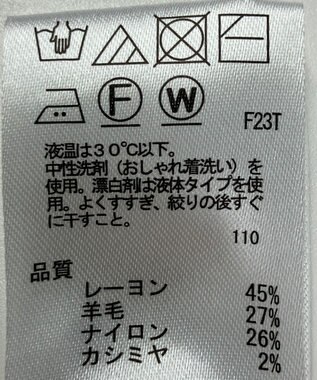 F W
F23T
液温は30℃以下。
中性洗剤（おしゃれ着洗い）を
使用。漂白剤は液体タイプを使
用。よくすすぎ、絞りの後すぐ
に干すこと。
110
品質
レーヨン 45%
羊毛 27%
ナイロン 26%
カシミヤ 2%